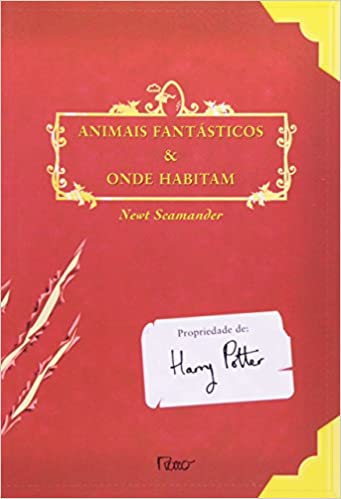 ANIMAIS FANTÁSTICOS
&
ONDE HABITAM
Newt Scamander
Propriedade de:
Harry Potter
Rocco